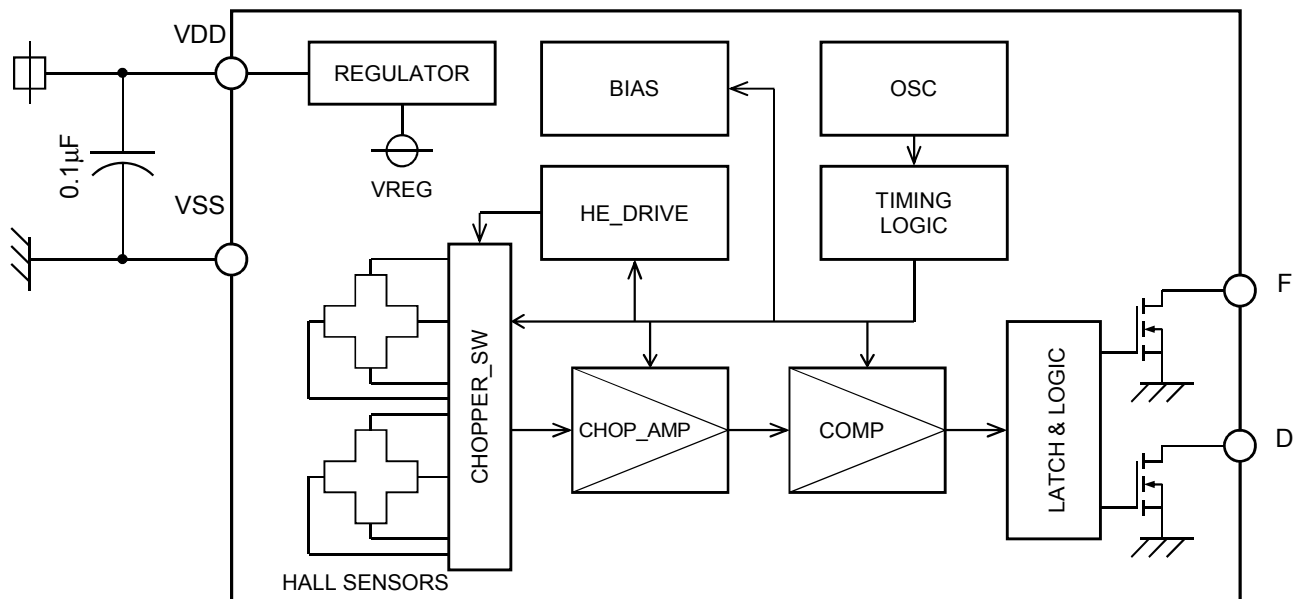 VDD
REGULATOR
BIAS
OSC
0.1μF
VREG
VSS
HE_DRIVE
TIMING
LOGIC
F
CHOPPER_SW
CHOP_AMP
COMP
LATCH & LOGIC
D
HALL SENSORS